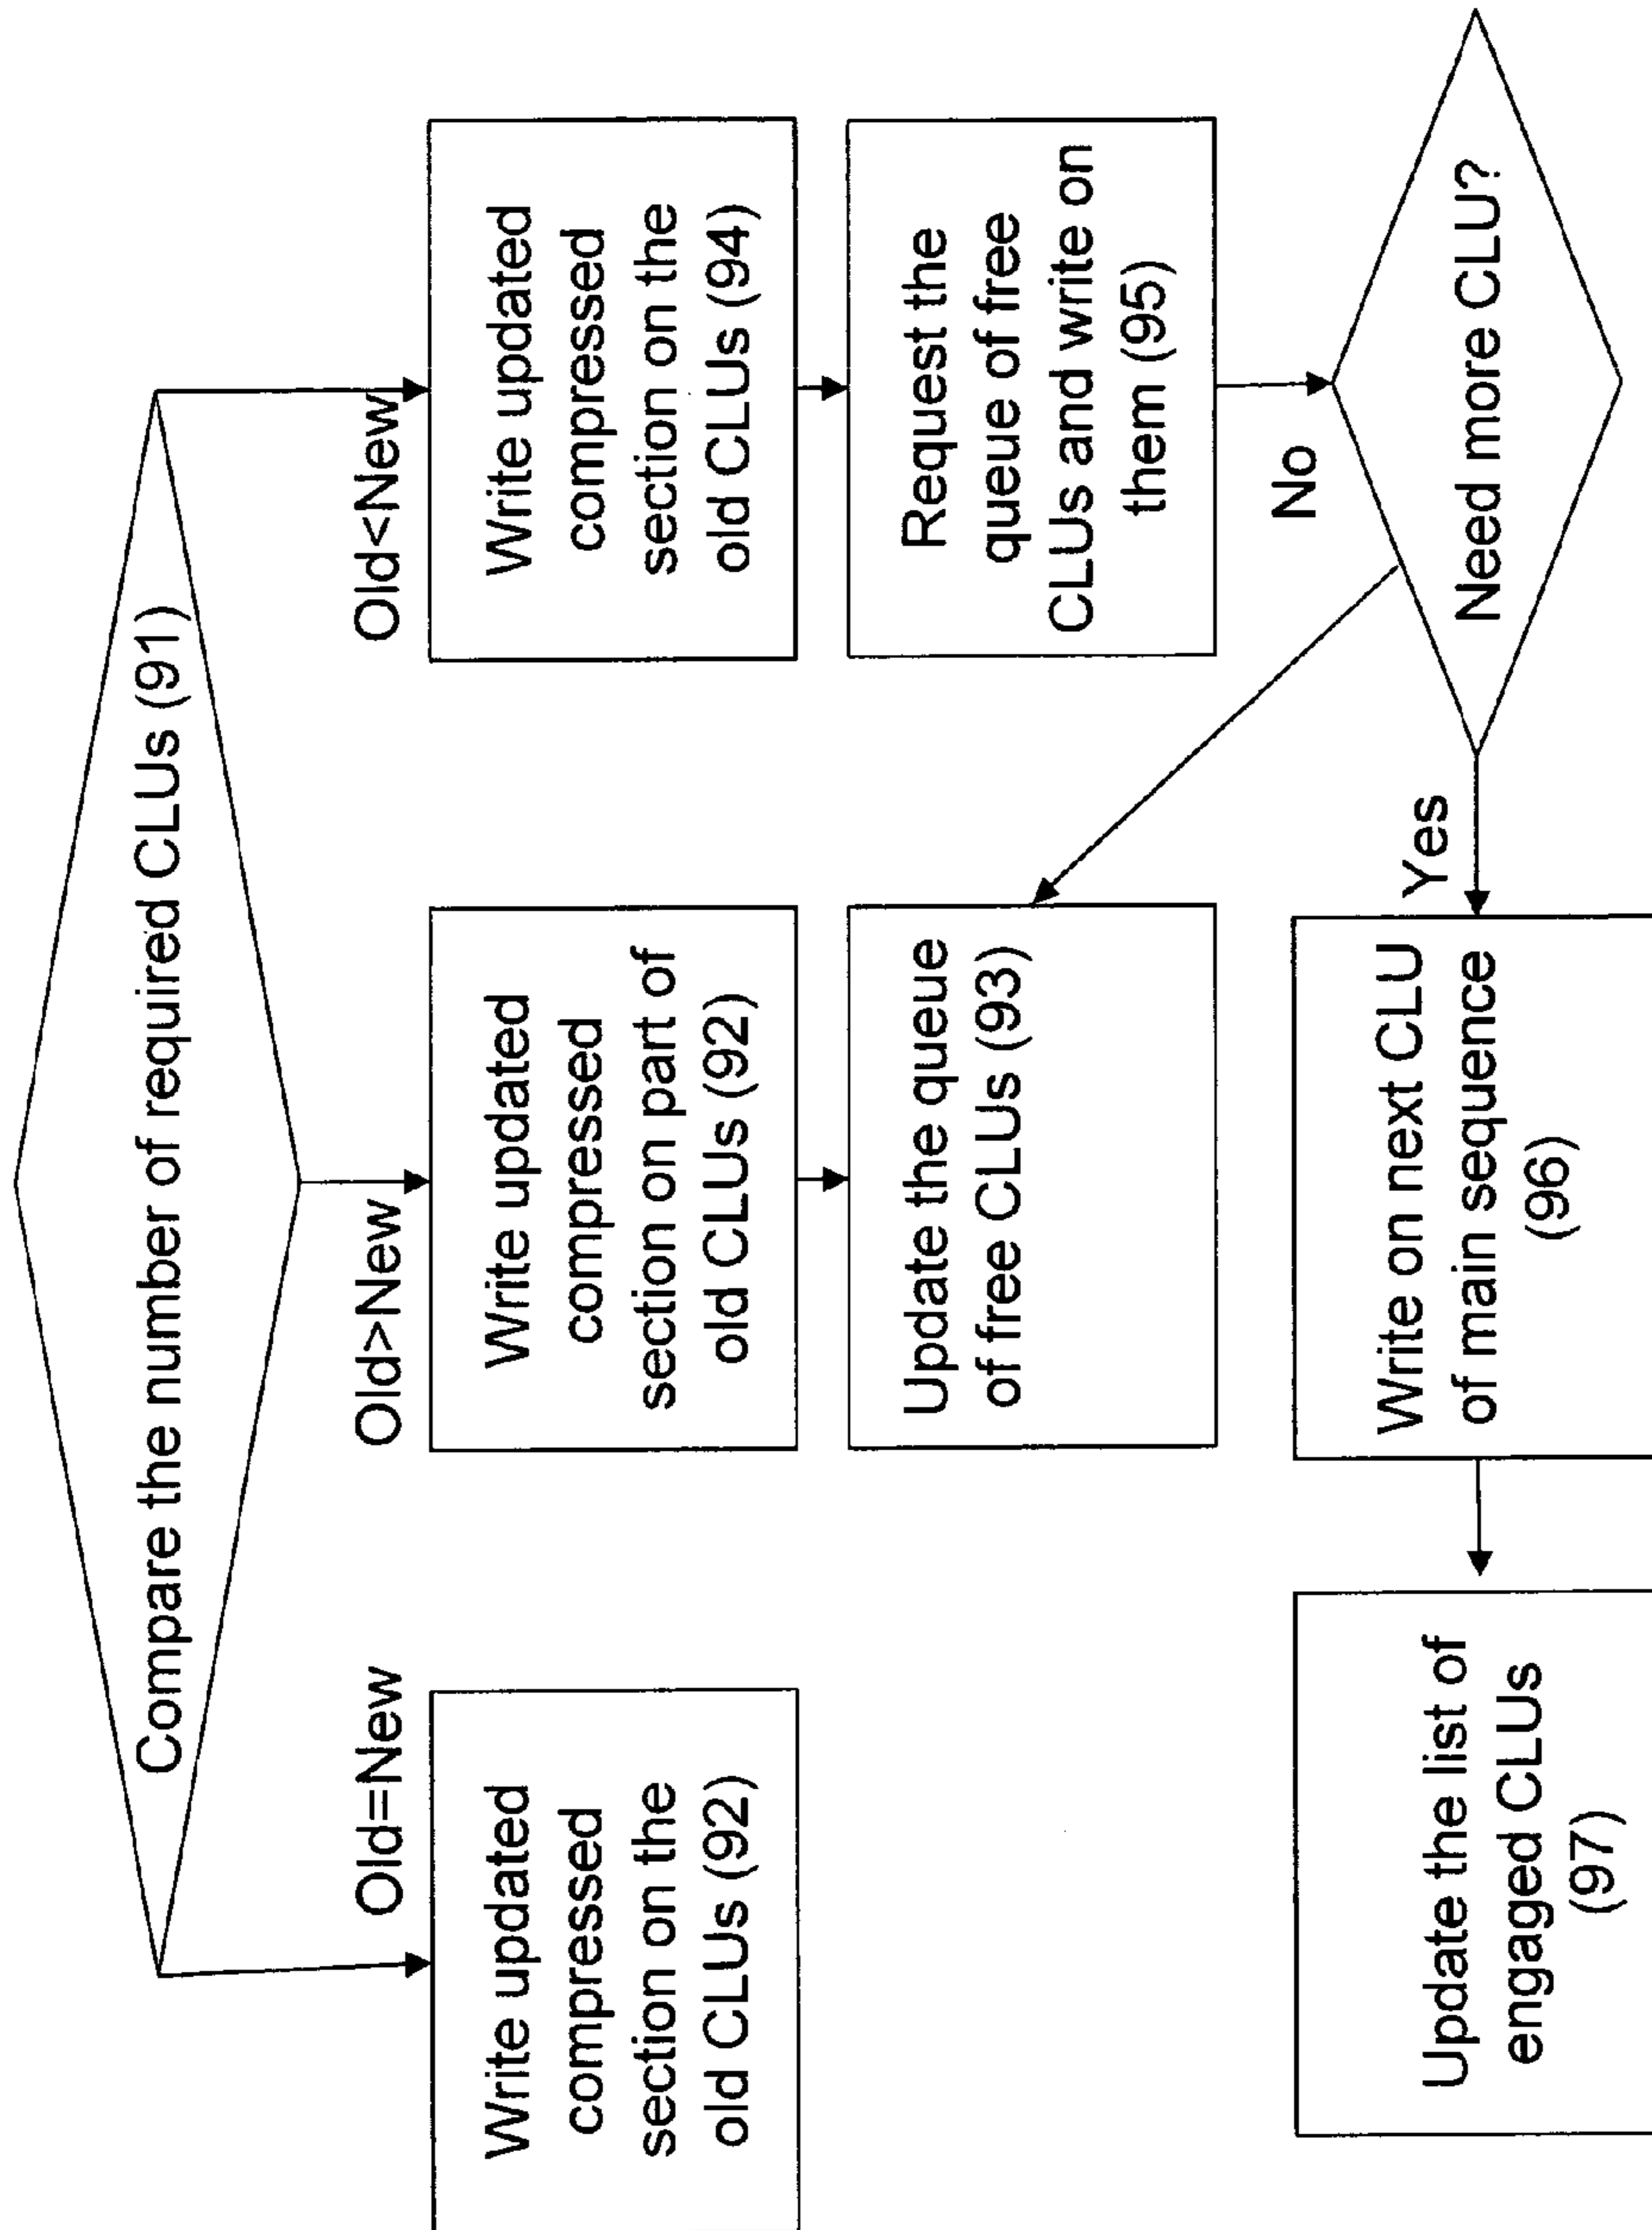 Compare the number of required CLUs (91)
Old=New
Old>New
Old<New
Write updated
compressed
section on the
old CLUs (92)
Write updated
compressed
section on part of
old CLUs (92)
Write updated
compressed
section on the
old CLUs (94)
Update the queue
of free CLUs (93)
Request the
queue of free
CLUs and write on
them (95)
No
Need more CLU?
Yes
Write on next CLU
of main sequence
(96)
Update the list of
engaged CLUs
(97)